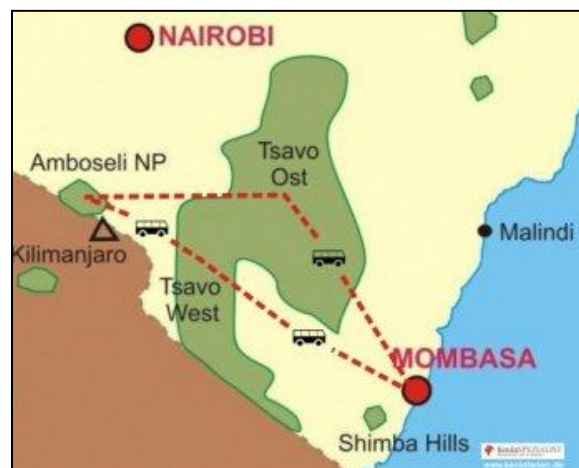 NAIROBI
Amboseli NP
Tsavo
Ost
Kilimanjaro
Malindi
Tsavo
West
MOMBASA
Shimba Hills